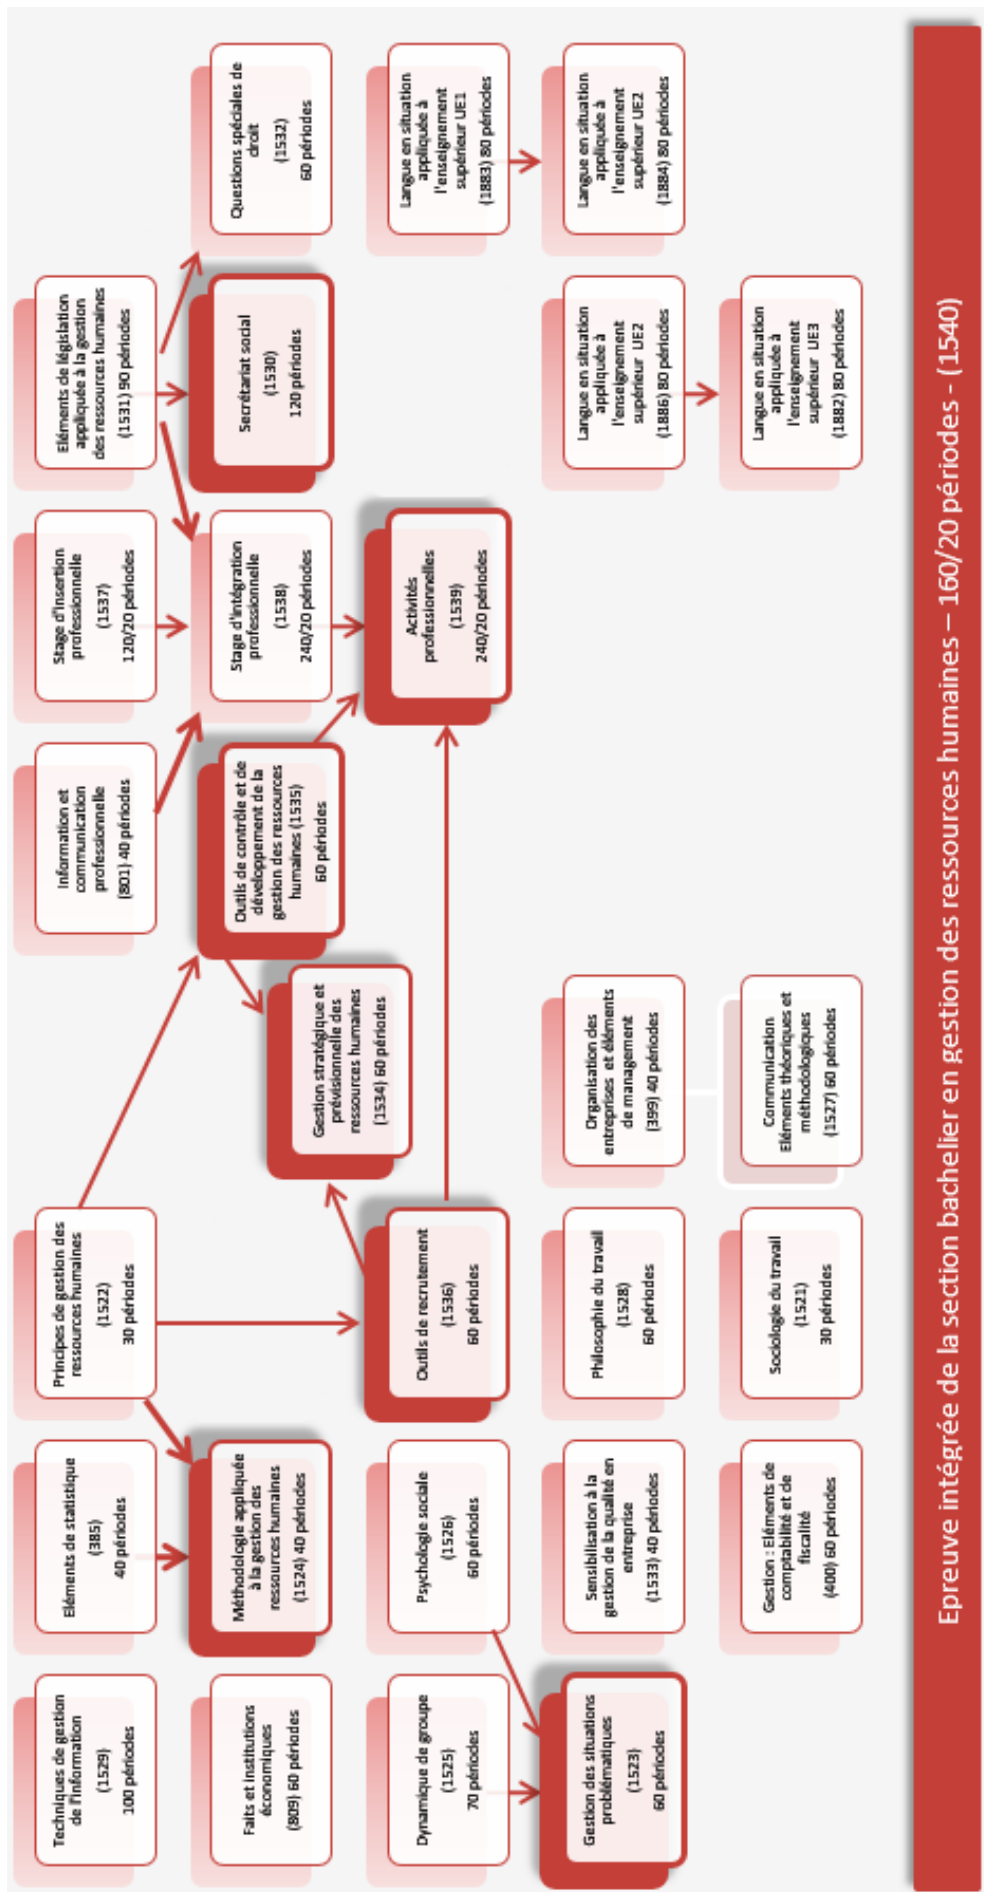 Techniques de gestion
de l'information
(1529)
100 périodes
Eléments de statistique
(385)
40 périodes
Principes de gestion des
ressources humaines
(1522)
30 périodes
Information et
communication
professionnelle
(801) 40 périodes
Stage d'insertion
professionnelle
(1537)
120/20 périodes
Eléments de législation
appliquée à la gestion
des ressources humaines
(1531) 90 périodes
Faits et institutions
économiques
(809) 60 périodes
Méthodologie appliquée
à la gestion des
ressources humaines
(1524) 40 périodes
Outils de contrôle et de
développement de la
gestion des ressources
humaines (1535)
60 périodes
Stage d'intégration
professionnelle
(1538)
240/20 périodes
Secrétariat social
(1530)
120 périodes
Questions spéciales de
droit
(1532)
60 périodes
Gestion stratégique et
prévisionnelle des
ressources humaines
(1534) 60 périodes
Dynamique de groupe
(1525)
70 périodes
Psychologie sociale
(1526)
60 périodes
Outils de recrutement
(1536)
60 périodes
Activités
professionnelles
(1539)
240/20 périodes
Langue en situation
appliquée à
l'enseignement
supérieur UE1
(1883) 80 périodes
Gestion des situations
problématiques
(1523)
60 périodes
Sensibilisation à la
gestion de la qualité en
entreprise
(1533) 40 périodes
Philosophie du travail
(1528)
60 périodes
Organisation des
entreprises et éléments
de management
(399) 40 périodes
Langue en situation
appliquée à
l'enseignement
supérieur UE2
(1886) 80 périodes
Langue en situation
appliquée à
l'enseignement
supérieur UE2
(1884) 80 périodes
Gestion : Eléments de
comptabilité et de
fiscalité
(400) 60 périodes
Sociologie du travail
(1521)
30 périodes
Communication
Eléments théoriques et
méthodologiques
(1527) 60 périodes
Langue en situation
appliquée à
l'enseignement
supérieur UE3
(1882) 80 périodes
Epreuve intégrée de la section bachelier en gestion des ressources humaines – 160/20 périodes - (1540)